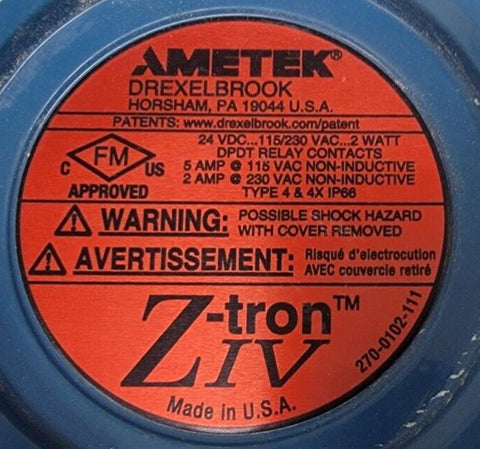 AMETEK®
DREXELBROOK
HORSHAM, PA 19044 U.S.A.
PATENTS: www.drexelbrook.com/patent
C FM US
APPROVED
24 VDC...115/230 VAC...2 WATT
DPDT RELAY CONTACTS
5 AMP @ 115 VAC NON-INDUCTIVE
2 AMP @ 230 VAC NON-INDUCTIVE
TYPE 4 & 4X IP66
WARNING: POSSIBLE SHOCK HAZARD
WITH COVER REMOVED
AVERTISSEMENT: Risqué d'electrocution
AVEC couvercie retiré
Z-tron™
IV
270-0102-111
Made in U.S.A.